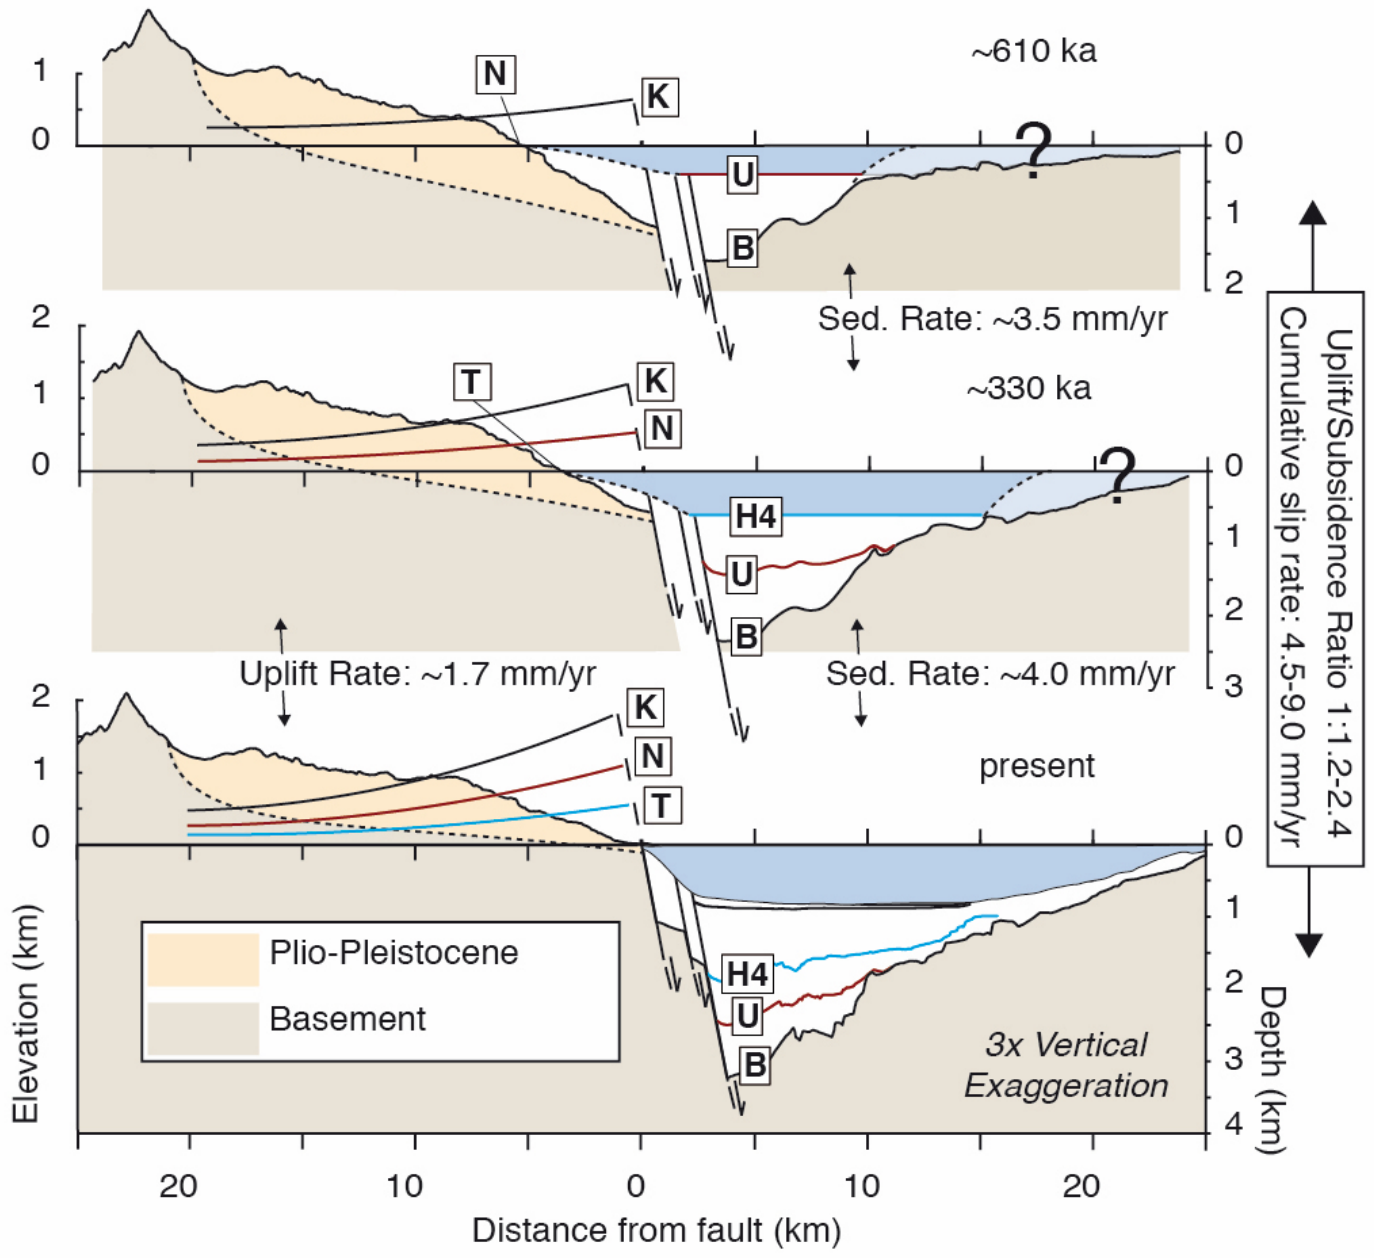 ~610 ka
N
K
1
0
0
?
U
1
B
2
Sed. Rate: ~3.5 mm/yr
2
T
K
~330 ka
1
N
0
0
?
H4
1
U
2
B
Uplift Rate: ~1.7 mm/yr
Sed. Rate: ~4.0 mm/yr
3
2
K
N
present
1
T
0
0
1
H4
2
U
B
3
4
Plio-Pleistocene
Basement
3x Vertical
Exaggeration
Elevation (km)
Depth (km)
Uplift/Subsidence Ratio 1:1.2-2.4
Cumulative slip rate: 4.5-9.0 mm/yr
20
10
0
10
20
Distance from fault (km)